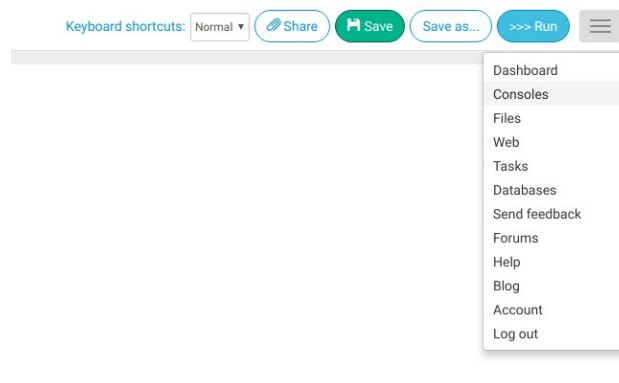 Keyboard shortcuts: Normal Share Save Save as... >>> Run
Dashboard
Consoles
Files
Web
Tasks
Databases
Send feedback
Forums
Help
Blog
Account
Log out